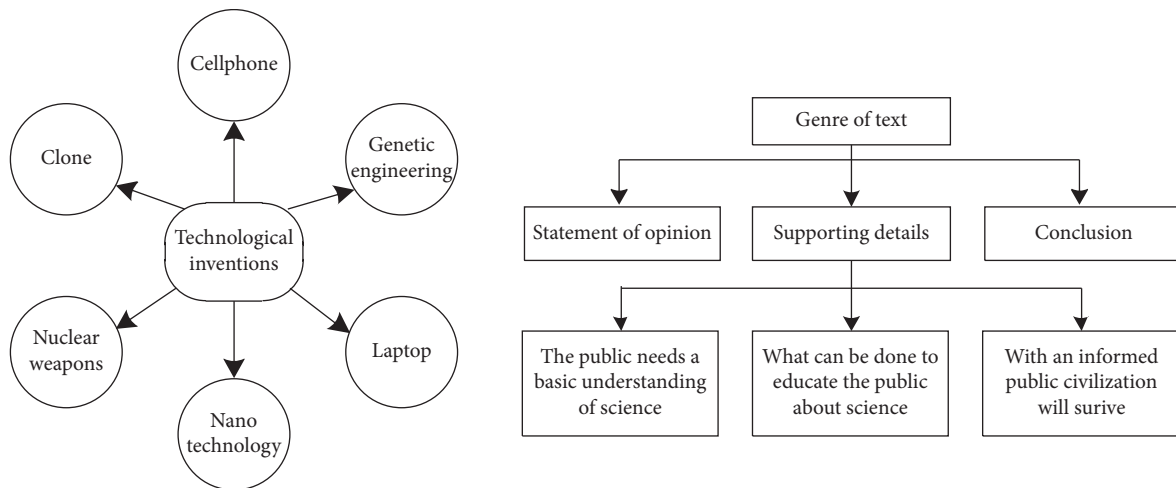 Cellphone
Clone
Genetic
engineering
Technological
inventions
Nuclear
weapons
Laptop
Nano
technology
Genre of text
Statement of opinion
Supporting details
Conclusion
The public needs a
basic understanding
of science
What can be done to
educate the public
about science
With an informed
public civilization
will surive